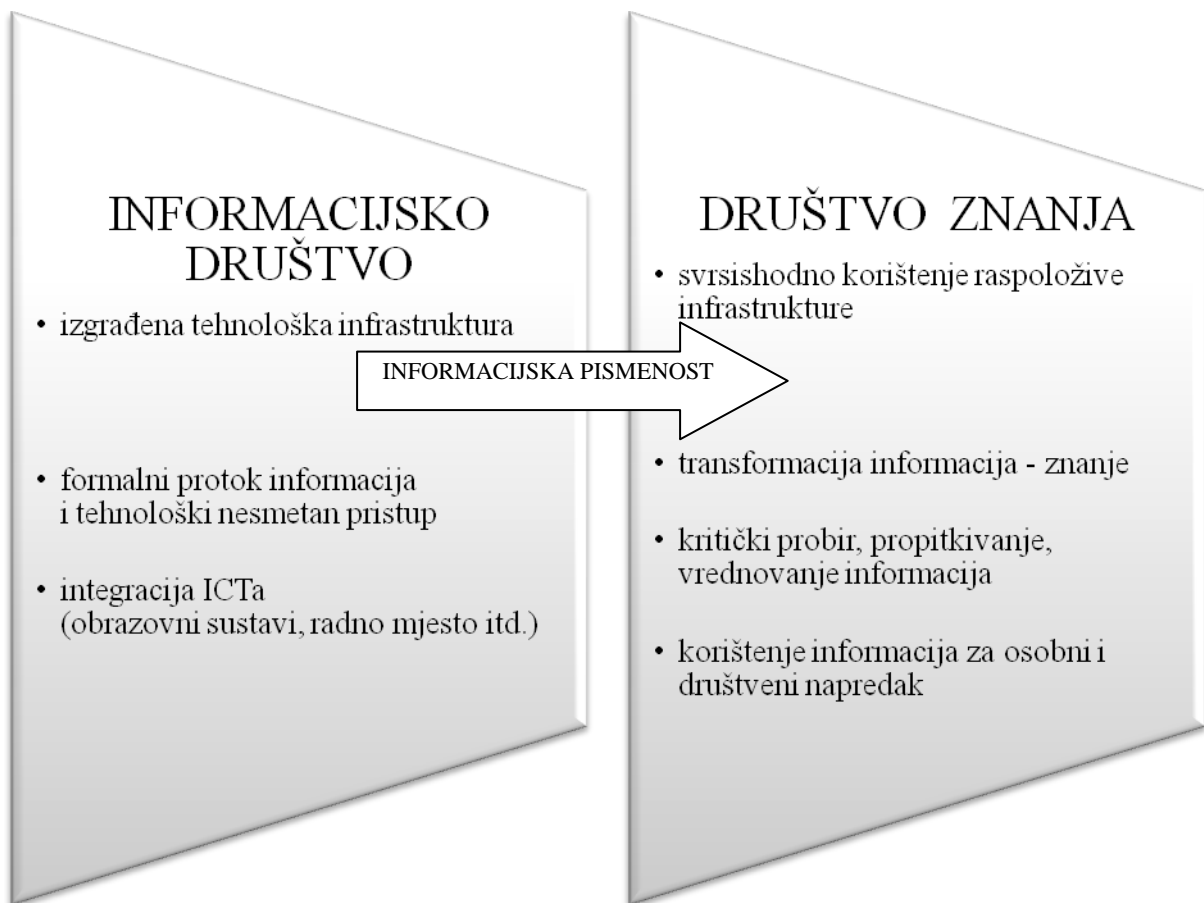 INFORMACIJSKO
DRUŠTVO
• izgrađena tehnološka infrastruktura
• formalni protok informacija
i tehnološki nesmetan pristup
• integracija ICTa
(obrazovni sustavi, radno mjesto itd.)
INFORMACIJSKA PISMENOST
DRUŠTVO ZNANJA
• svrsishodno korištenje raspoložive
infrastrukture
• transformacija informacija - znanje
• kritički probir, propitkivanje,
vrednovanje informacija
• korištenje informacija za osobni i
društveni napredak